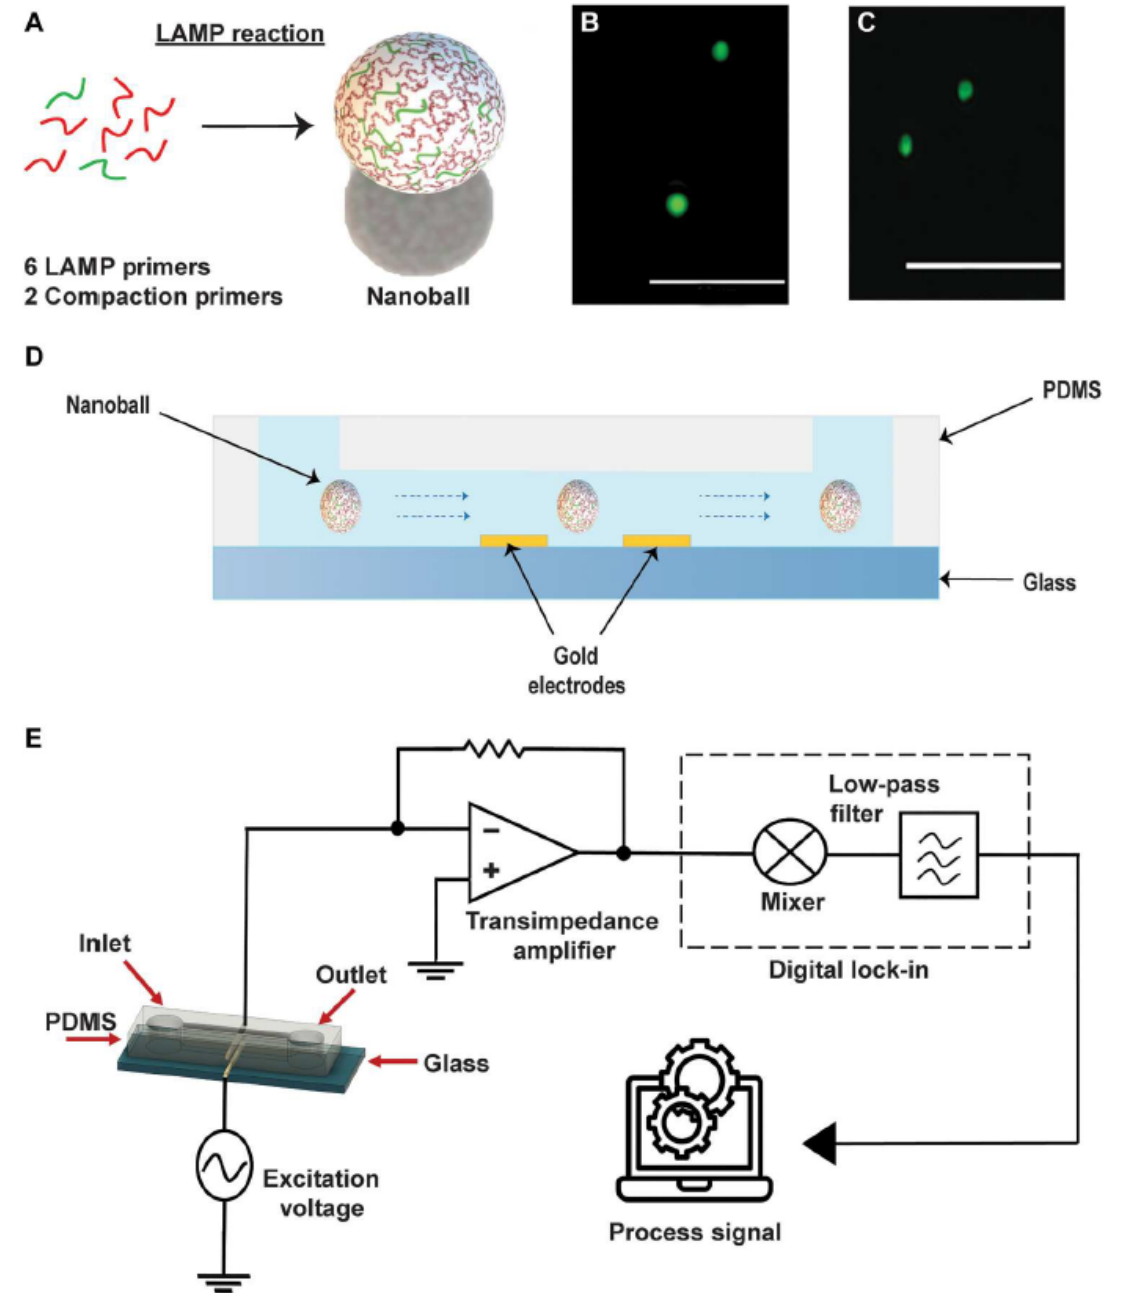 A
LAMP reaction
6 LAMP primers
2 Compaction primers
Nanoball
B
C
D
Nanoball
PDMS
Glass
Gold
electrodes
E
Low-pass
filter
Mixer
Transimpedance
amplifier
Digital lock-in
Inlet
Outlet
PDMS
Glass
Excitation
voltage
Process signal